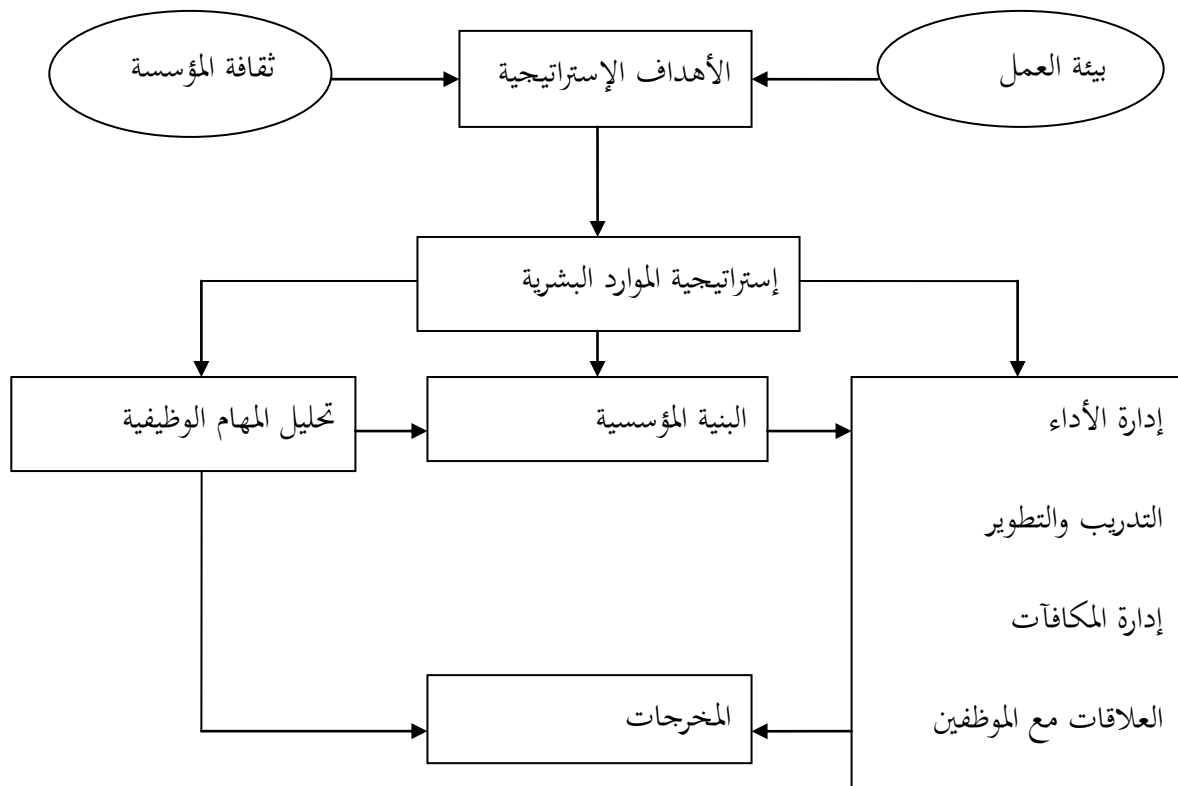 بيئة العمل
الأهداف الإستراتيجية
ثقافة المؤسسة
إستراتيجية الموارد البشرية
إدارة الأداء
البنية المؤسسية
تحليل المهام الوظيفية
التدريب والتطوير
إدارة المكافآت
العلاقات مع الموظفين
المخرجات